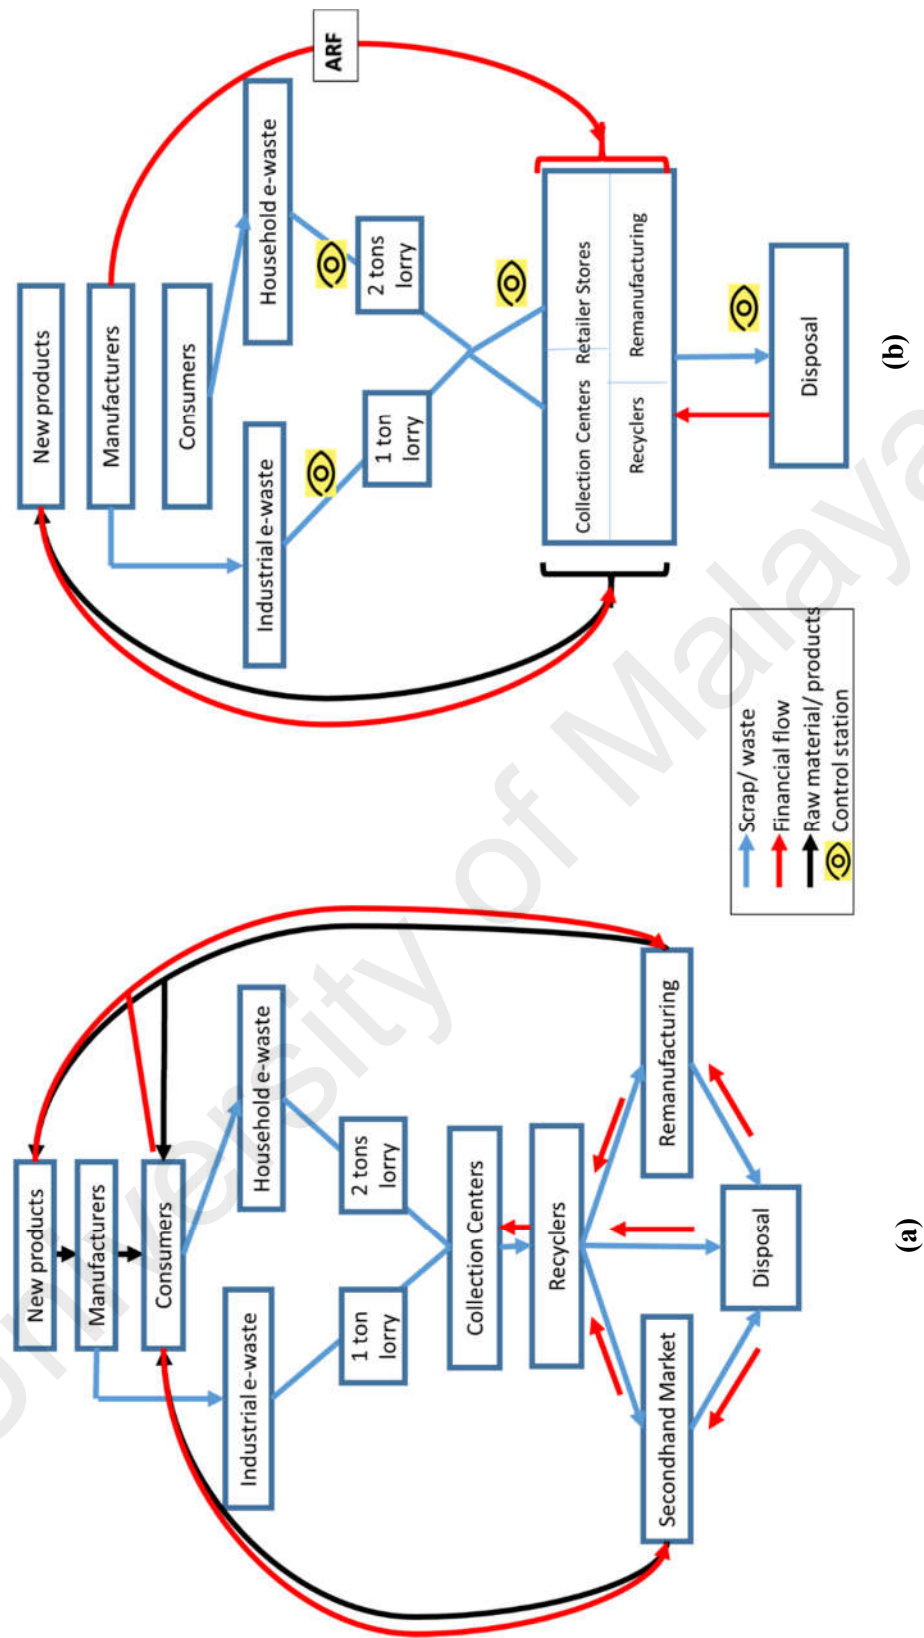 New products
Manufacturers
Consumers
Industrial e-waste
Household e-waste
1 ton
lorry
2 tons
lorry
Collection Centers
Recyclers
Secondhand Market
Remanufacturing
Disposal
(a)
Scrap/ waste
Financial flow
Raw material/ products
Control station
New products
Manufacturers
Consumers
ARF
Industrial e-waste
Household e-waste
1 ton
lorry
2 tons
lorry
Collection Centers
Retailer Stores
Recyclers
Remanufacturing
Disposal
(b)
University of Malaya